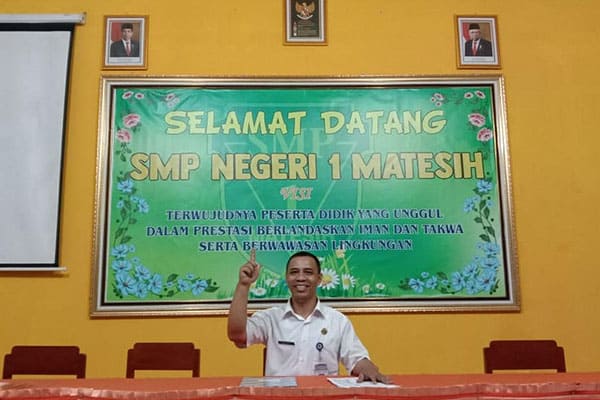 SELAMAT DATANG
SMP NEGERI 1 MATESIH
VISI
TERWUJUDNYA PESERTA DIDIK YANG UNGGUL
DALAM PRESTASI BERLANDASKAN IMAN DAN TAKWA
SERTA BERWAWASAN LINGKUNGAN
SMP